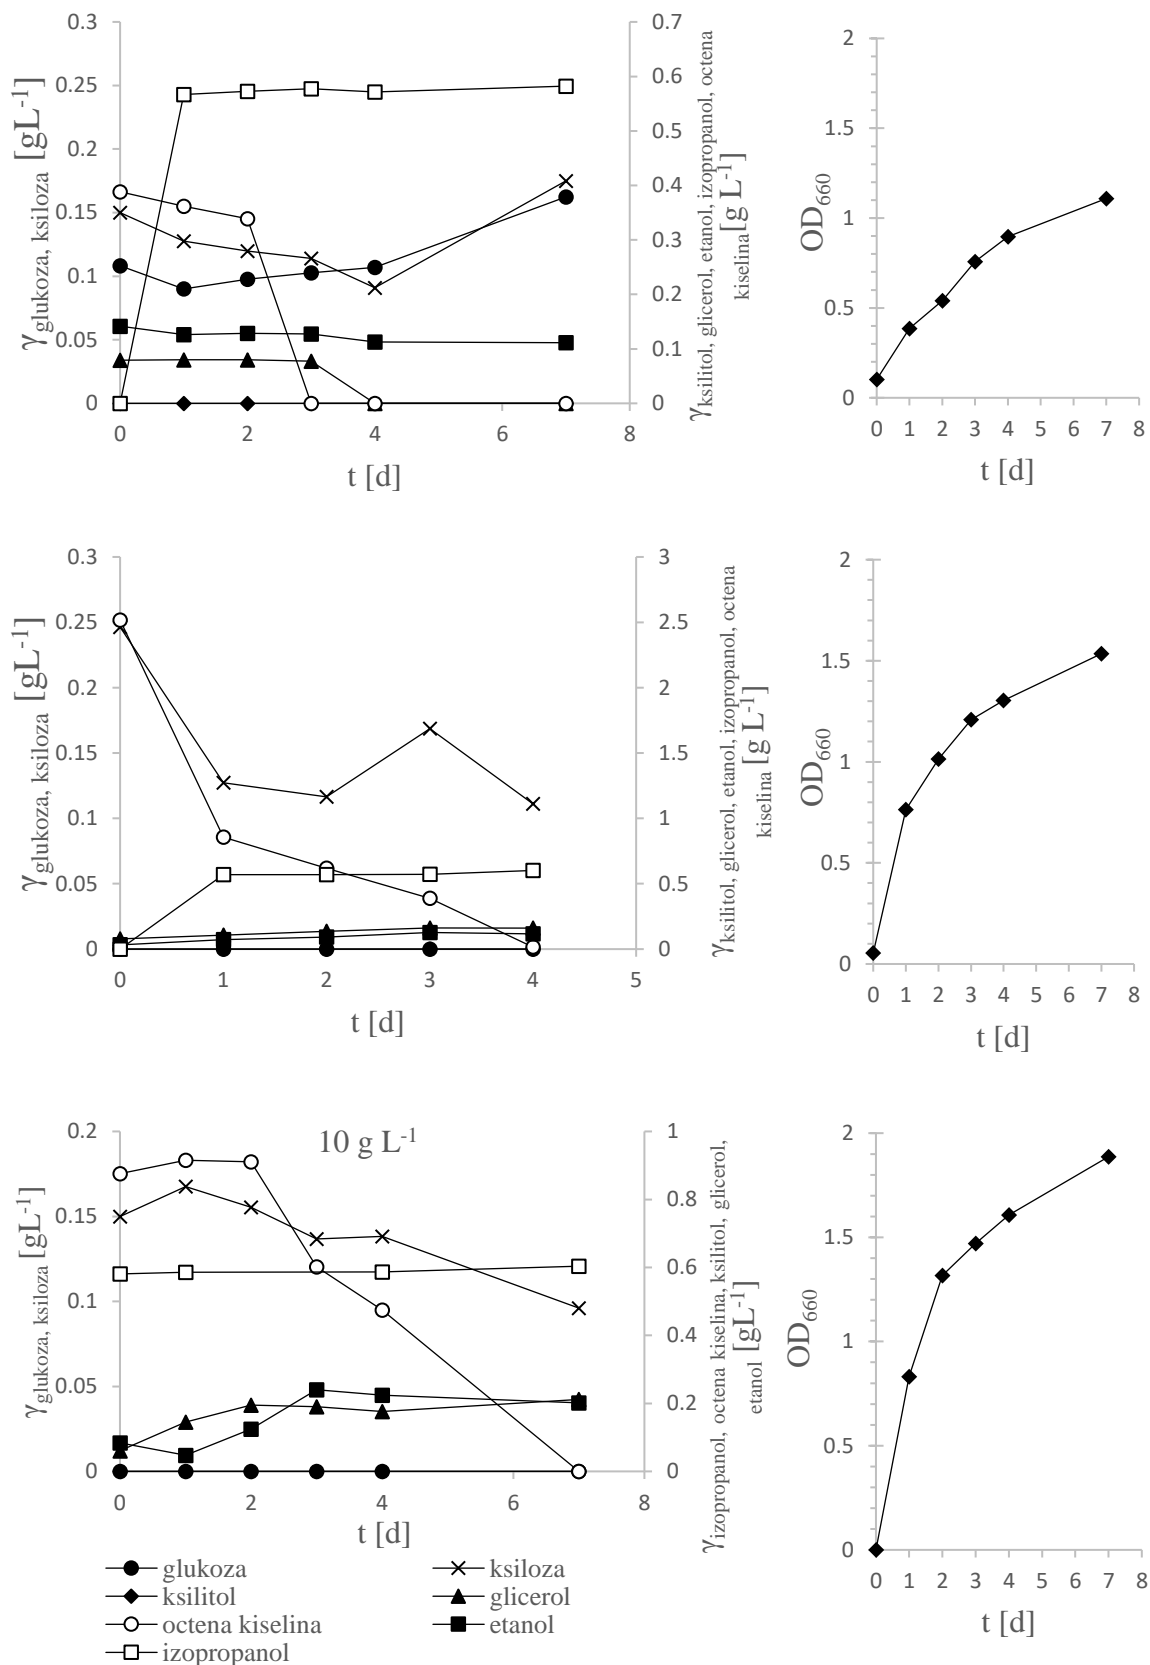 0.3
0.25
0.2
0.15
0.1
0.05
0
0.7
0.6
0.5
0.4
0.3
0.2
0.1
0
0 2 4 6 8
t [d]
γglukoza, ksiloza [gL-1]
γksilitol, glicerol, etanol, izopropanol, octena
kiselina[g L-1]
2
1.5
1
0.5
0
0 1 2 3 4 5 6 7 8
t [d]
OD660
0.3
0.25
0.2
0.15
0.1
0.05
0
3
2.5
2
1.5
1
0.5
0
0 1 2 3 4 5
t [d]
γglukoza, ksiloza [gL-1]
γksilitol, glicerol, etanol, izopropanol, octena
kiselina[g L-1]
2
1.5
1
0.5
0
0 1 2 3 4 5 6 7 8
t [d]
OD660
10 g L-1
0.2
0.15
0.1
0.05
0
1
0.8
0.6
0.4
0.2
0
0 2 4 6 8
t [d]
γglukoza, ksiloza [gL-1]
γizopropanol, octena kiselina, ksilitol, glicerol,
etanol [gL-1]
2
1.5
1
0.5
0
0 1 2 3 4 5 6 7 8
t [d]
OD660
glukoza ksiloza
ksilitol glicerol
octena kiselina etanol
izopropanol